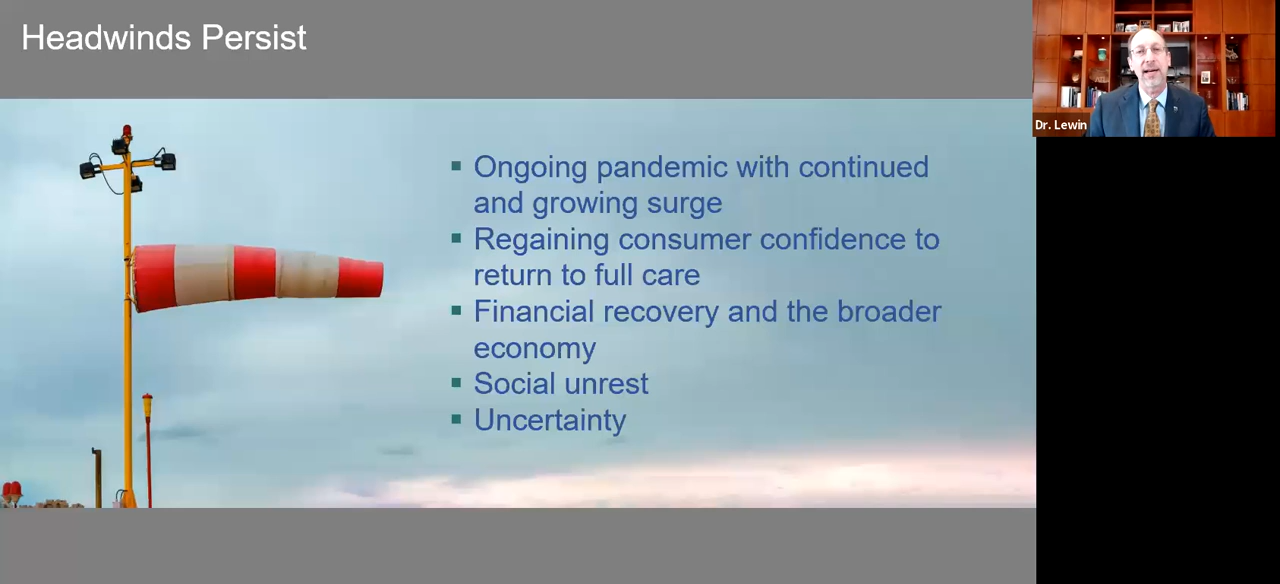 Headwinds Persist
Dr. Lewin
▪ Ongoing pandemic with continued
and growing surge
▪ Regaining consumer confidence to
return to full care
▪ Financial recovery and the broader
economy
▪ Social unrest
▪ Uncertainty